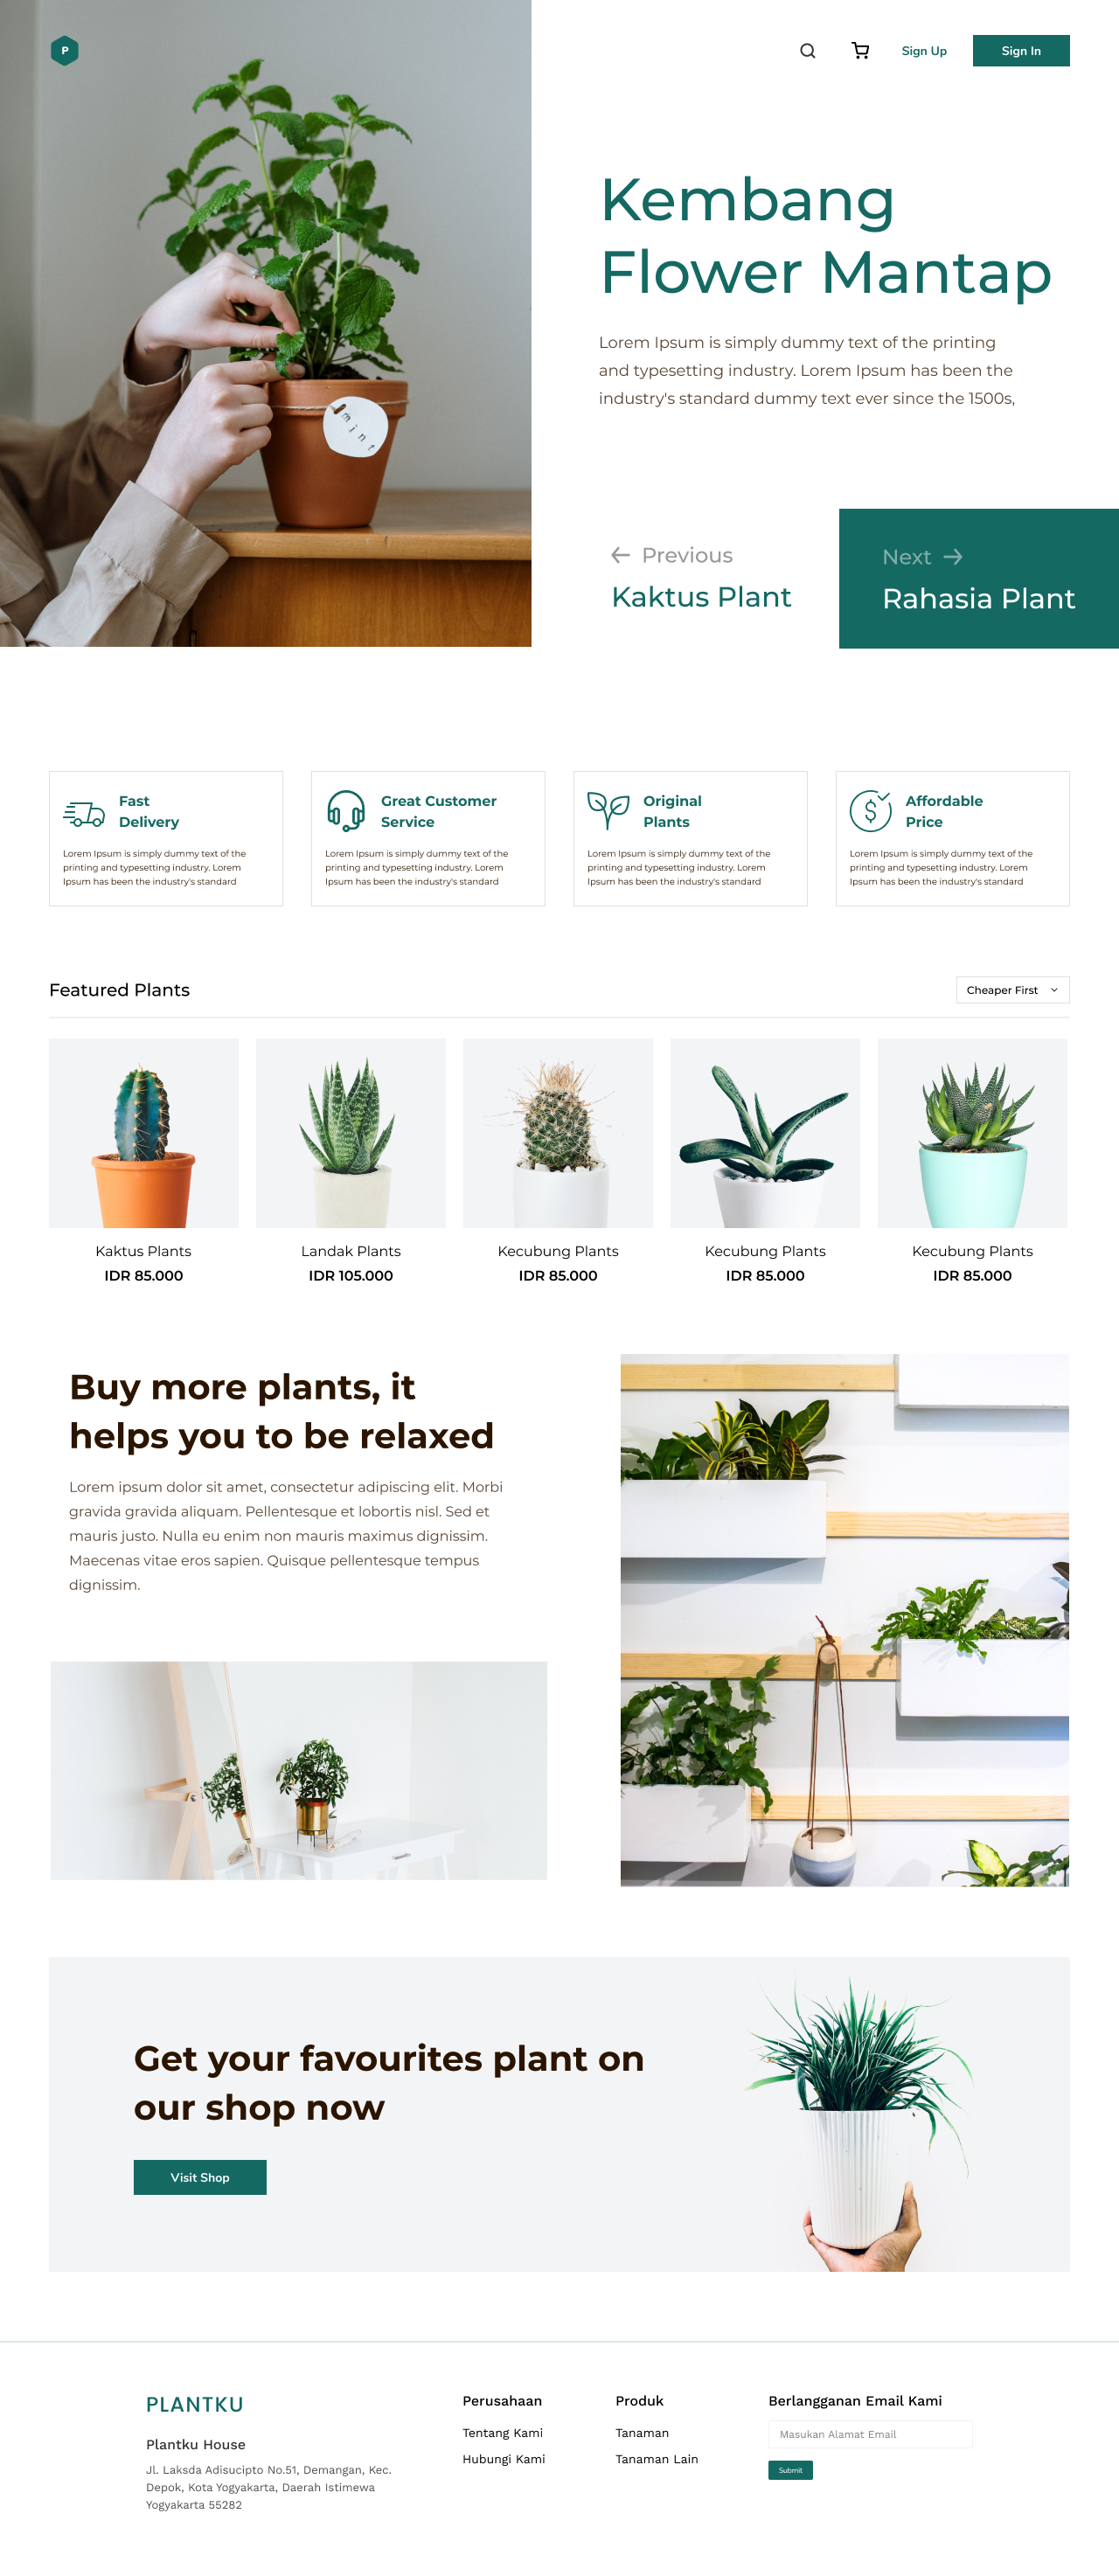 P
Sign Up
Sign In
Kembang
Flower Mantap
Lorem Ipsum is simply dummy text of the printing
and typesetting industry. Lorem Ipsum has been the
industry's standard dummy text ever since the 1500s,
mint
Previous
Kaktus Plant
Next
Rahasia Plant
Fast
Delivery
Lorem Ipsum is simply dummy text of the
printing and typesetting industry. Lorem
Ipsum has been the industry's standard
Great Customer
Service
Lorem Ipsum is simply dummy text of the
printing and typesetting industry. Lorem
Ipsum has been the industry's standard
Original
Plants
Lorem Ipsum is simply dummy text of the
printing and typesetting industry. Lorem
Ipsum has been the industry's standard
Affordable
Price
Lorem Ipsum is simply dummy text of the
printing and typesetting industry. Lorem
Ipsum has been the industry's standard
Featured Plants
Cheaper First
Kaktus Plants
IDR 85.000
Landak Plants
IDR 105.000
Kecubung Plants
IDR 85.000
Kecubung Plants
IDR 85.000
Kecubung Plants
IDR 85.000
Buy more plants, it
helps you to be relaxed
Lorem ipsum dolor sit amet, consectetur adipiscing elit. Morbi
gravida gravida aliquam. Pellentesque et lobortis nisl. Sed et
mauris justo. Nulla eu enim non mauris maximus dignissim.
Maecenas vitae eros sapien. Quisque pellentesque tempus
dignissim.
Get your favourites plant on
our shop now
Visit Shop
PLANTKU
Plantku House
Jl. Laksda Adisucipto No.51, Demangan, Kec.
Depok, Kota Yogyakarta, Daerah Istimewa
Yogyakarta 55282
Perusahaan
Tentang Kami
Hubungi Kami
Produk
Tanaman
Tanaman Lain
Berlangganan Email Kami
Masukan Alamat Email
Submit